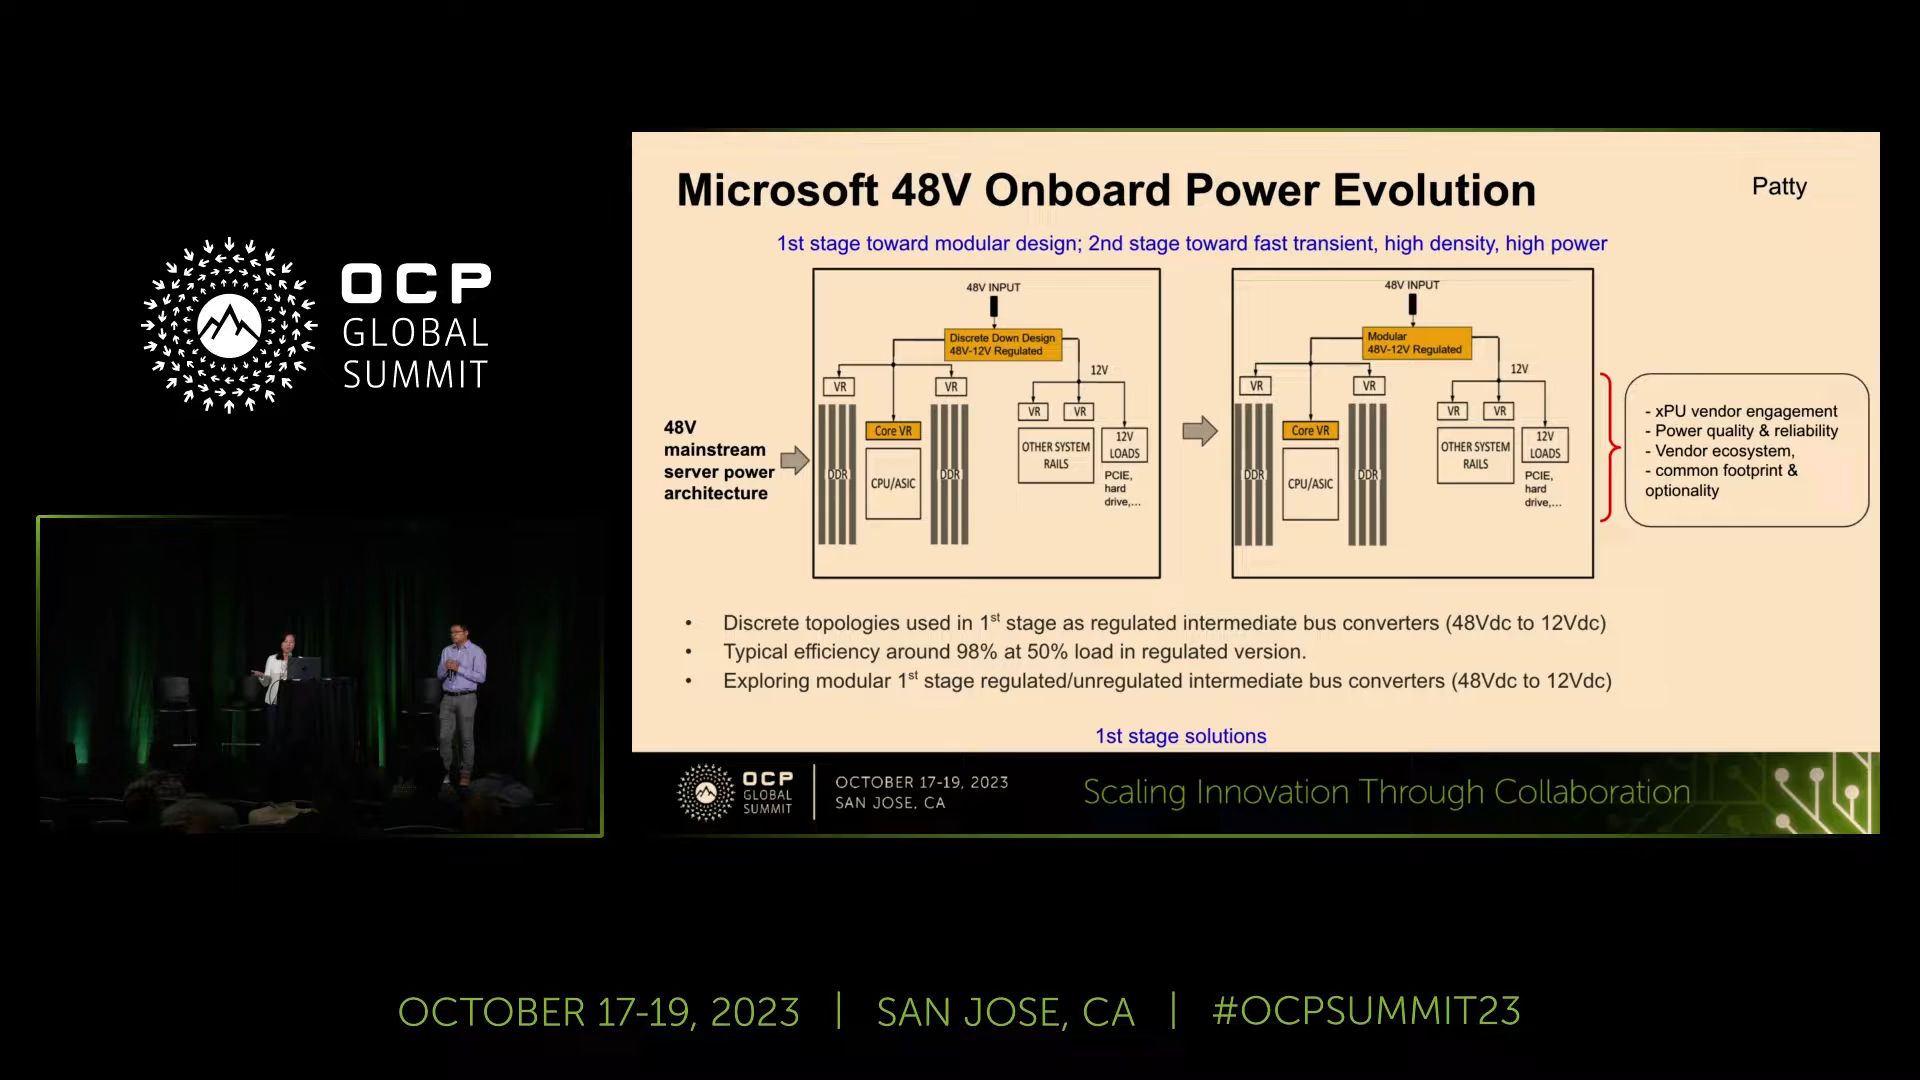 OCP
GLOBAL
SUMMIT
Microsoft 48V Onboard Power Evolution
Patty
1st stage toward modular design; 2nd stage toward fast transient, high density, high power
48V
mainstream
server power
architecture
48V INPUT
Discrete Down Design
48V-12V Regulated
12V
VR
VR
VR
VR
Core VR
DDR
CPU/ASIC
DDR
OTHER SYSTEM
RAILS
12V
LOADS
PCIE,
hard
drive,...
48V INPUT
Modular
48V-12V Regulated
12V
VR
VR
VR
VR
Core VR
DDR
CPU/ASIC
DDR
OTHER SYSTEM
RAILS
12V
LOADS
PCIE,
hard
drive,...
- xPU vendor engagement
- Power quality & reliability
- Vendor ecosystem,
- common footprint &
optionality
• Discrete topologies used in 1st stage as regulated intermediate bus converters (48Vdc to 12Vdc)
• Typical efficiency around 98% at 50% load in regulated version.
• Exploring modular 1st stage regulated/unregulated intermediate bus converters (48Vdc to 12Vdc)
1st stage solutions
OCP
GLOBAL
SUMMIT
OCTOBER 17-19, 2023
SAN JOSE, CA
Scaling Innovation Through Collaboration
OCTOBER 17-19, 2023 | SAN JOSE, CA | #OCPSUMMIT23